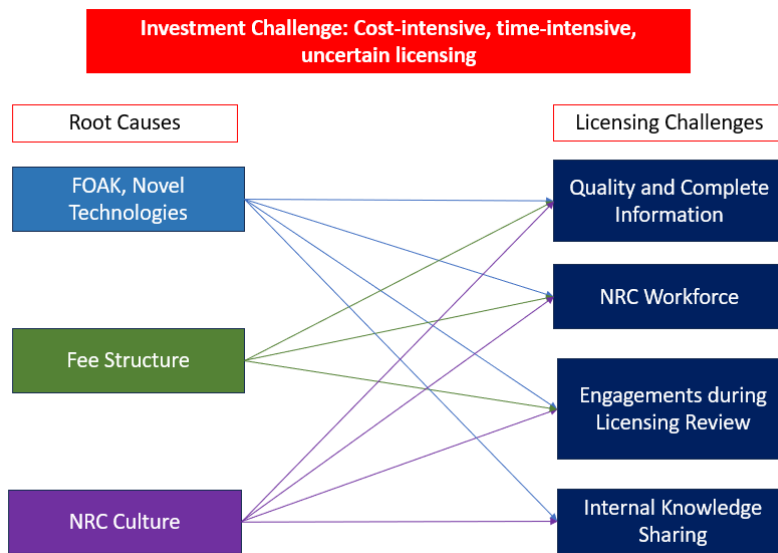 Investment Challenge: Cost-intensive, time-intensive,
uncertain licensing
Root Causes
Licensing Challenges
FOAK, Novel
Technologies
Quality and Complete
Information
NRC Workforce
Fee Structure
Engagements during
Licensing Review
NRC Culture
Internal Knowledge
Sharing